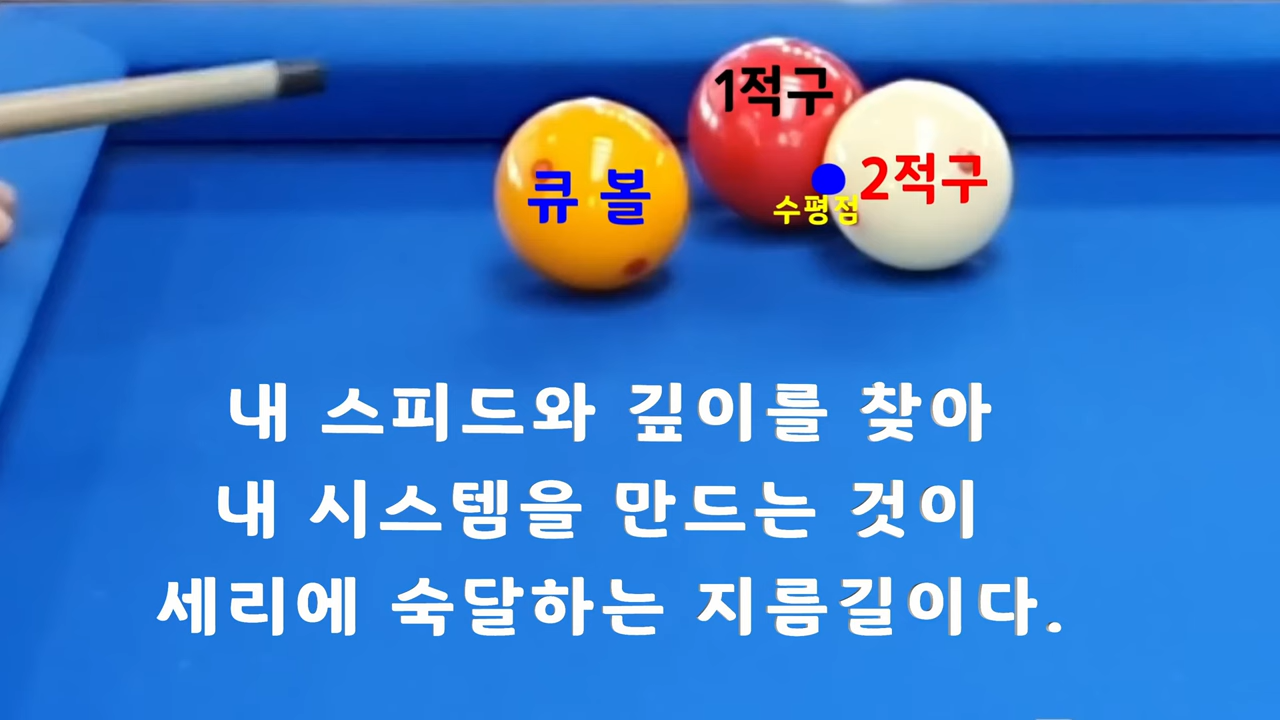 1적구
큐 볼
2적구
수평점
내 스피드와 깊이를 찾아
내 시스템을 만드는 것이
세리에 숙달하는 지름길이다.